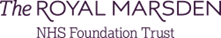 The ROYAL MARSDEN
NHS Foundation Trust